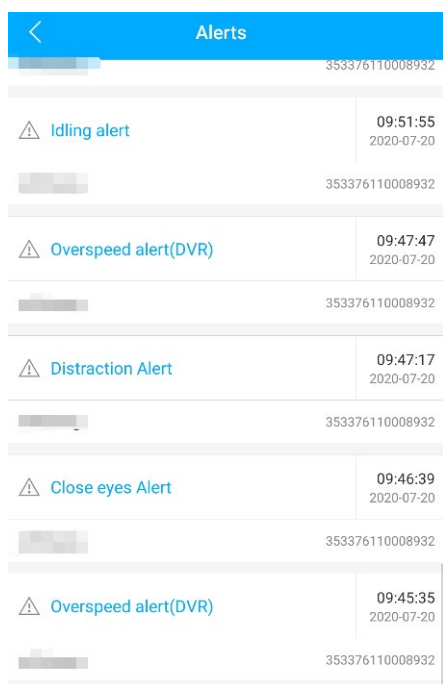 Alerts
353376110008932
Idling alert
09:51:55
2020-07-20
353376110008932
Overspeed alert(DVR)
09:47:47
2020-07-20
353376110008932
Distraction Alert
09:47:17
2020-07-20
353376110008932
Close eyes Alert
09:46:39
2020-07-20
353376110008932
Overspeed alert(DVR)
09:45:35
2020-07-20
353376110008932